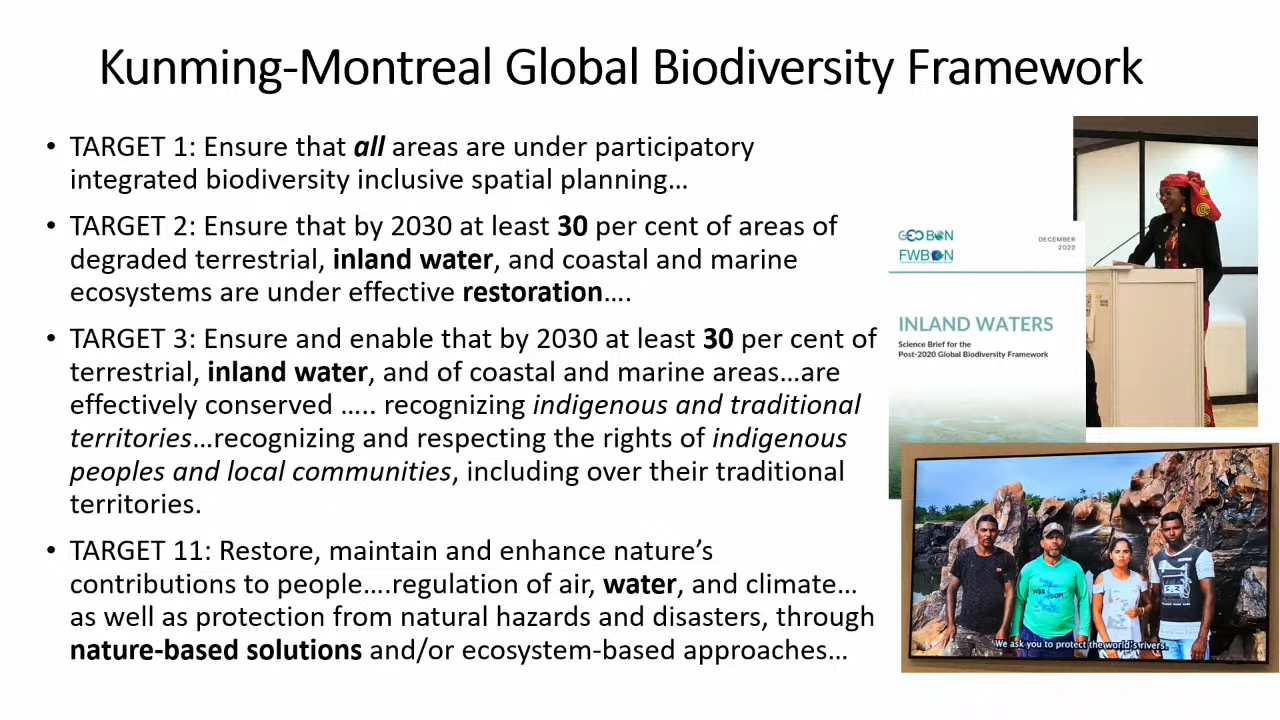 Kunming-Montreal Global Biodiversity Framework
• TARGET 1: Ensure that all areas are under participatory
integrated biodiversity inclusive spatial planning…
• TARGET 2: Ensure that by 2030 at least 30 per cent of areas of
degraded terrestrial, inland water, and coastal and marine
ecosystems are under effective restoration….
• TARGET 3: Ensure and enable that by 2030 at least 30 per cent of
terrestrial, inland water, and of coastal and marine areas…are
effectively conserved ….. recognizing indigenous and traditional
territories…recognizing and respecting the rights of indigenous
peoples and local communities, including over their traditional
territories.
• TARGET 11: Restore, maintain and enhance nature’s
contributions to people….regulation of air, water, and climate…
as well as protection from natural hazards and disasters, through
nature-based solutions and/or ecosystem-based approaches…
GEO BON
FWBON
DECEMBER
2022
INLAND WATERS
Science Brief for the
Post-2020 Global Biodiversity Framework
We ask you to protect the world's rivers.